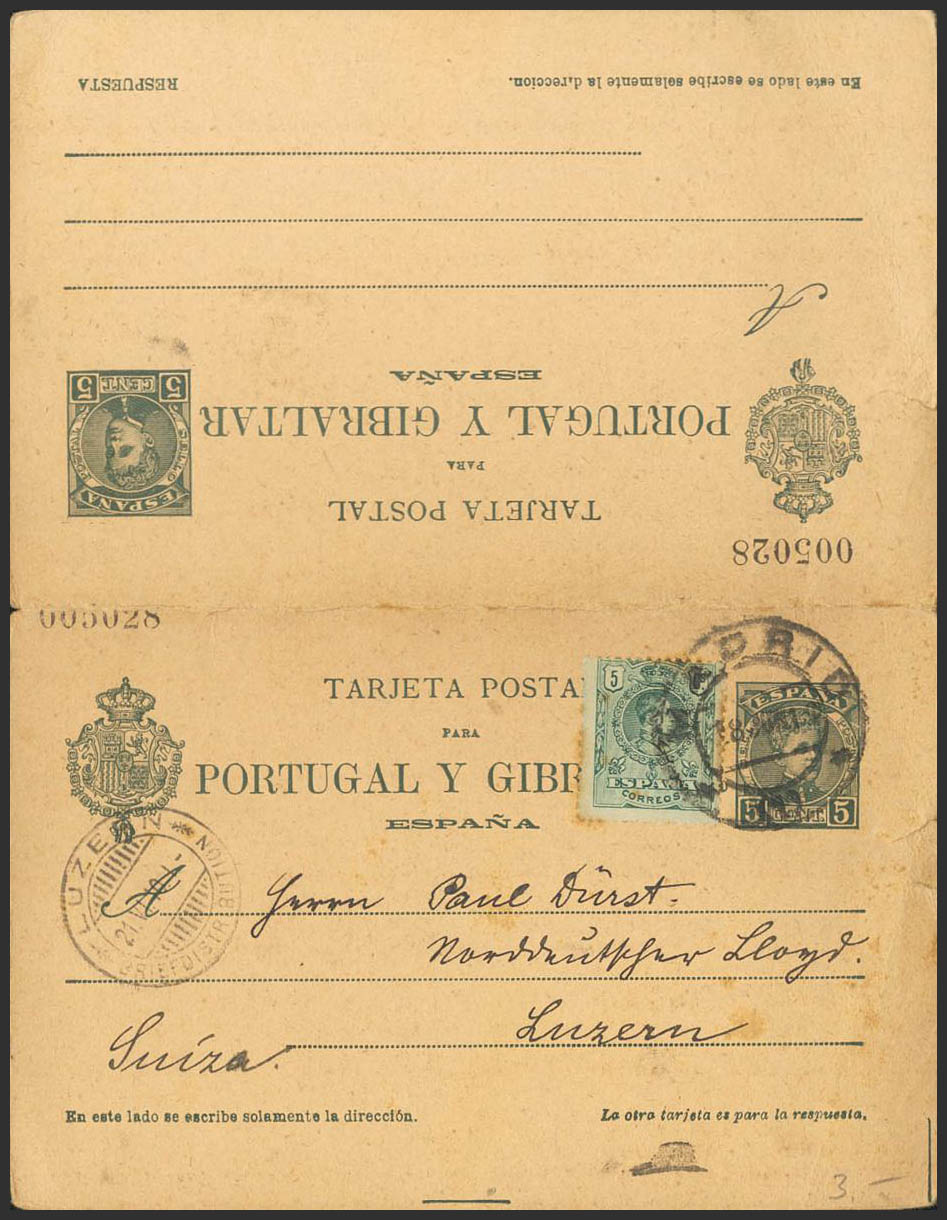 RESPUESTA
En este lado se escribe solamente la dirección.
A
ESPAÑA
PORTUGAL Y GIBRALTAR
PARA
TARJETA POSTAL
005028
ESPAÑA
5 CENT. 5
005028
TARJETA POSTA
PARA
PORTUGAL Y GIBR
ESPAÑA
5
ESPAÑA
CORREOS
ESPAÑA
5 CENT. 5
LUZERN
BRIEFDISTRIBUTION
A Herrn Paul Dürst.
Norddeutscher Lloyd.
Luzern
Suiza.
En este lado se escribe solamente la dirección.
La otra tarjeta es para la respuesta.
3.-